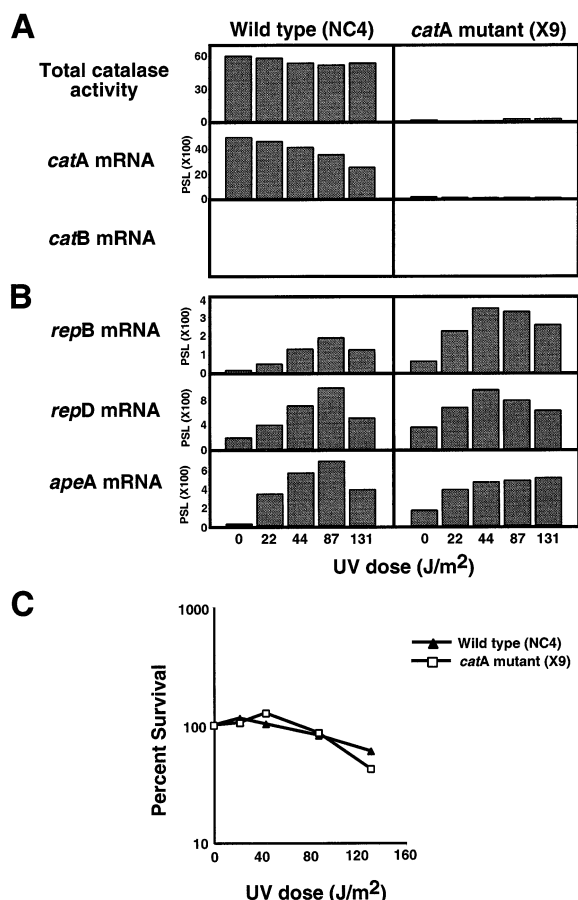 A
Wild type (NC4)
catA mutant (X9)
Total catalase
activity
60
30
0
catA mRNA
PSL (X100)
40
20
0
catB mRNA
B
repB mRNA
PSL (X100)
4
3
2
1
0
repD mRNA
PSL (X100)
8
4
0
apeA mRNA
PSL (X100)
6
4
2
0
0 22 44 87 131 0 22 44 87 131
UV dose (J/m2)
C
1000
100
10
Percent Survival
Wild type (NC4)
catA mutant (X9)
0 40 80 120 160
UV dose (J/m2)